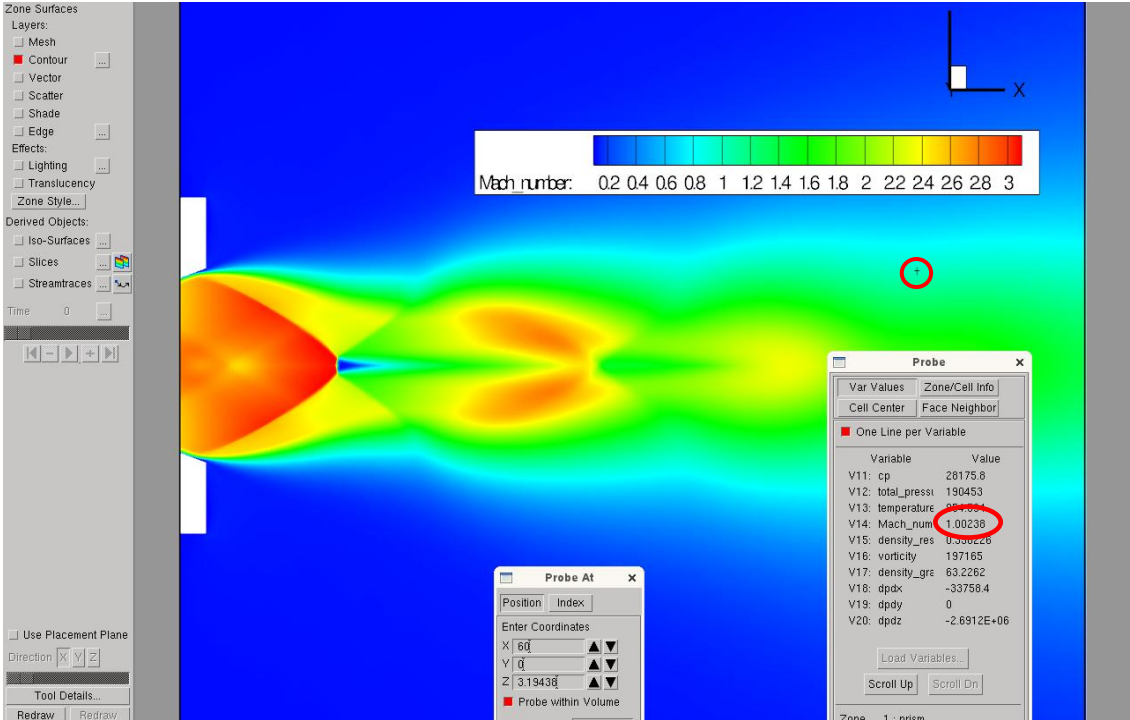 Zone Surfaces
Layers:
Mesh
Contour ...
Vector
Scatter
Shade
Edge ...
Effects:
Lighting ...
Translucency
Zone Style...
Derived Objects:
Iso-Surfaces ...
Slices ...
Streamtraces ...
Time 0 ...
Use Placement Plane
Direction X Y Z
Tool Details...
Redraw Redraw
X
Mach_number: 0.2 0.4 0.6 0.8 1 1.2 1.4 1.6 1.8 2 2.2 2.4 2.6 2.8 3
Probe At x
Position Index
Enter Coordinates
X 60
Y 0
Z 3.19438
Probe within Volume
Probe x
Var Values Zone/Cell Info
Cell Center Face Neighbor
One Line per Variable
Variable Value
V11: cp 28175.8
V12: total_pressu 190453
V13: temperature
V14: Mach_num 1.00238
V15: density_res 0.336226
V16: vorticity 197165
V17: density_gra 63.2262
V18: dpdx -33758.4
V19: dpdy 0
V20: dpdz -2.6912E+06
Load Variables...
Scroll Up Scroll Dn
Zone 1 : prism